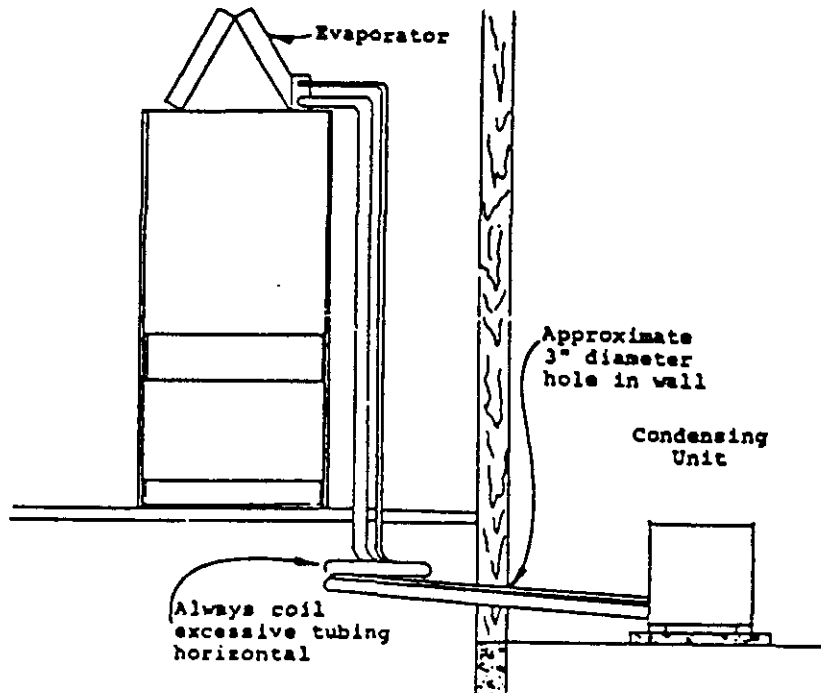 Evaporator
Approximate
3" diameter
hole in wall
Condensing
Unit
Always coil
excessive tubing
horizontal